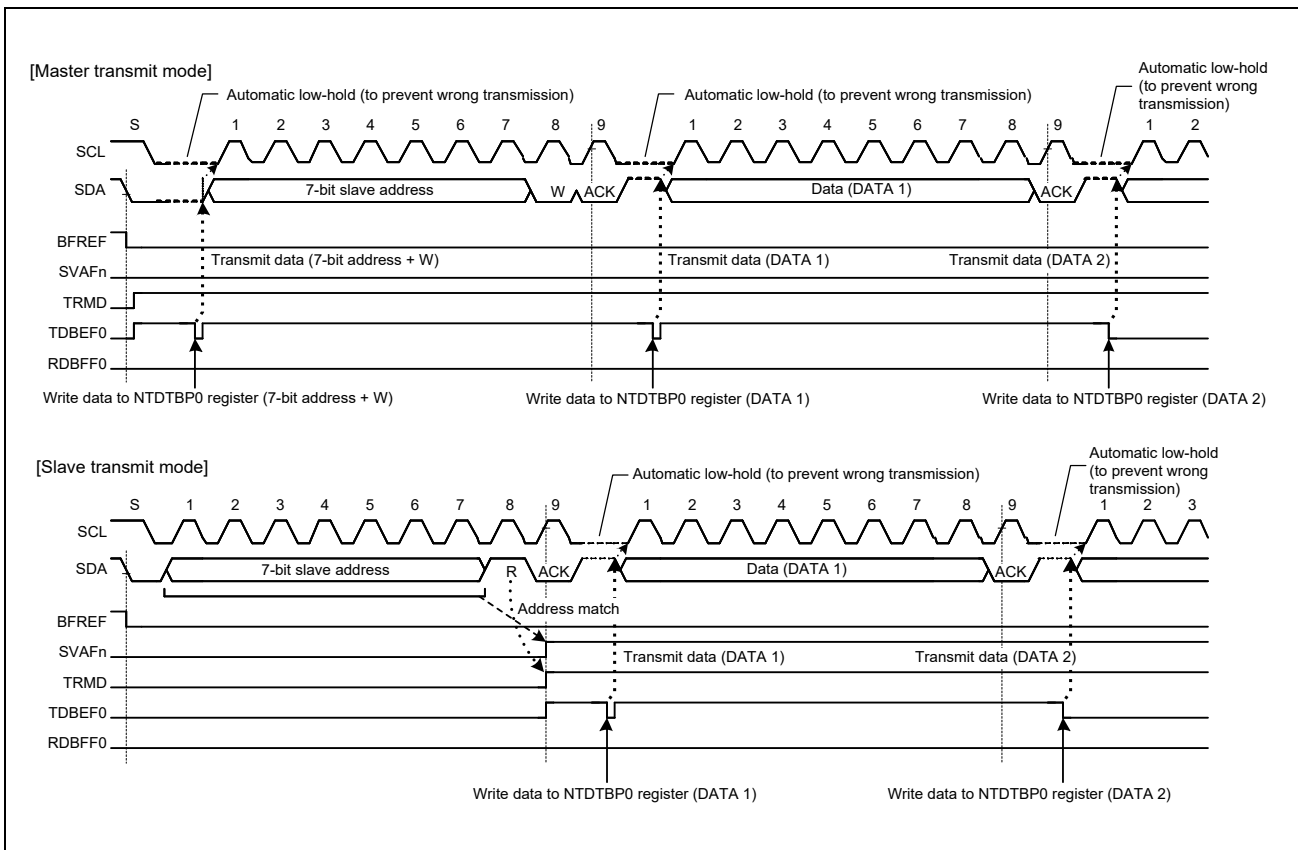 [Master transmit mode]
Automatic low-hold (to prevent wrong transmission)
Automatic low-hold (to prevent wrong transmission)
Automatic low-hold
(to prevent wrong
transmission)
S 1 2 3 4 5 6 7 8 9 1 2 3 4 5 6 7 8 9 1 2
SCL
SDA 7-bit slave address W ACK Data (DATA 1) ACK
BFREF
Transmit data (7-bit address + W) Transmit data (DATA 1) Transmit data (DATA 2)
SVAFn
TRMD
TDBEF0
RDBFF0
Write data to NTDTBP0 register (7-bit address + W) Write data to NTDTBP0 register (DATA 1) Write data to NTDTBP0 register (DATA 2)
[Slave transmit mode]
Automatic low-hold (to prevent wrong transmission)
Automatic low-hold
(to prevent wrong
transmission)
S 1 2 3 4 5 6 7 8 9 1 2 3 4 5 6 7 8 9 1 2 3
SCL
SDA 7-bit slave address R ACK Data (DATA 1) ACK
Address match
BFREF
SVAFn
Transmit data (DATA 1) Transmit data (DATA 2)
TRMD
TDBEF0
RDBFF0
Write data to NTDTBP0 register (DATA 1) Write data to NTDTBP0 register (DATA 2)